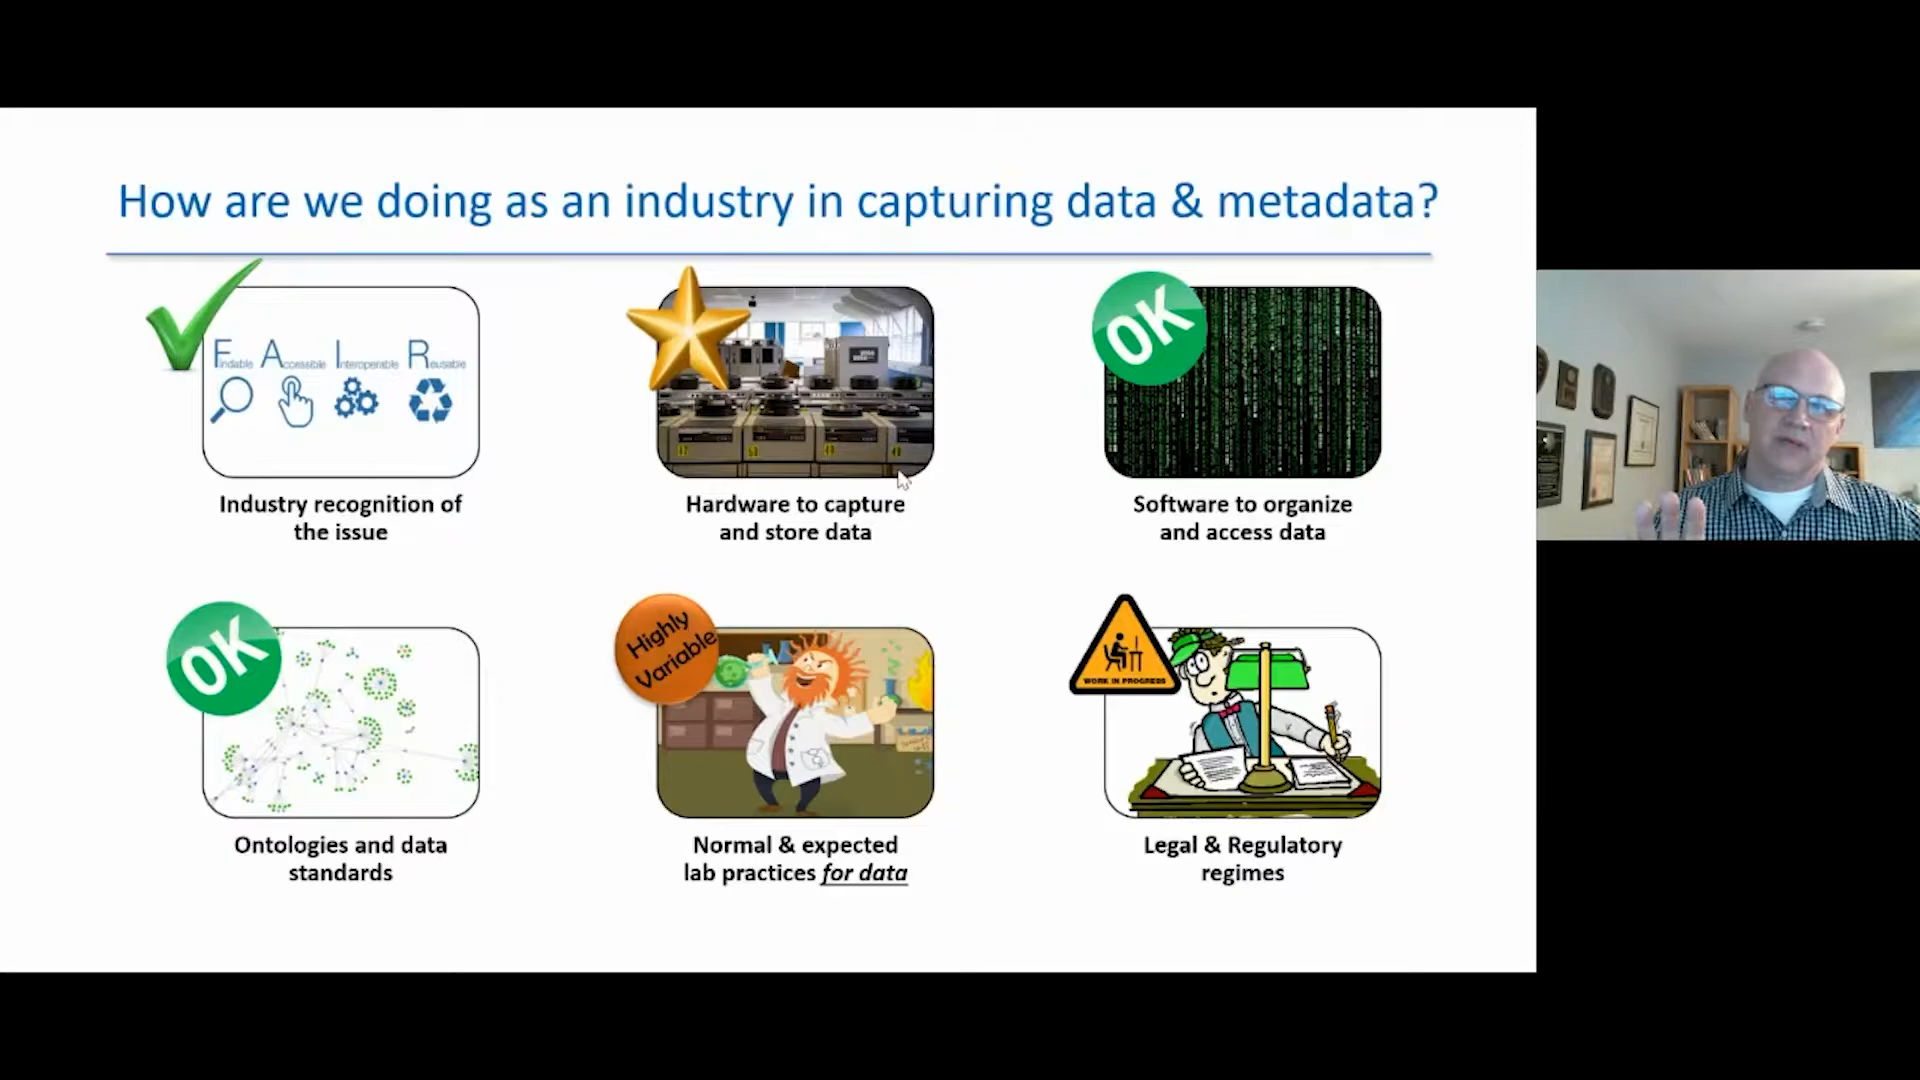 How are we doing as an industry in capturing data & metadata?
Findable Accessible Interoperable Reusable
Industry recognition of
the issue
Hardware to capture
and store data
OK
Software to organize
and access data
OK
Ontologies and data
standards
Highly
Variable
Normal & expected
lab practices for data
WORK IN PROGRESS
Legal & Regulatory
regimes